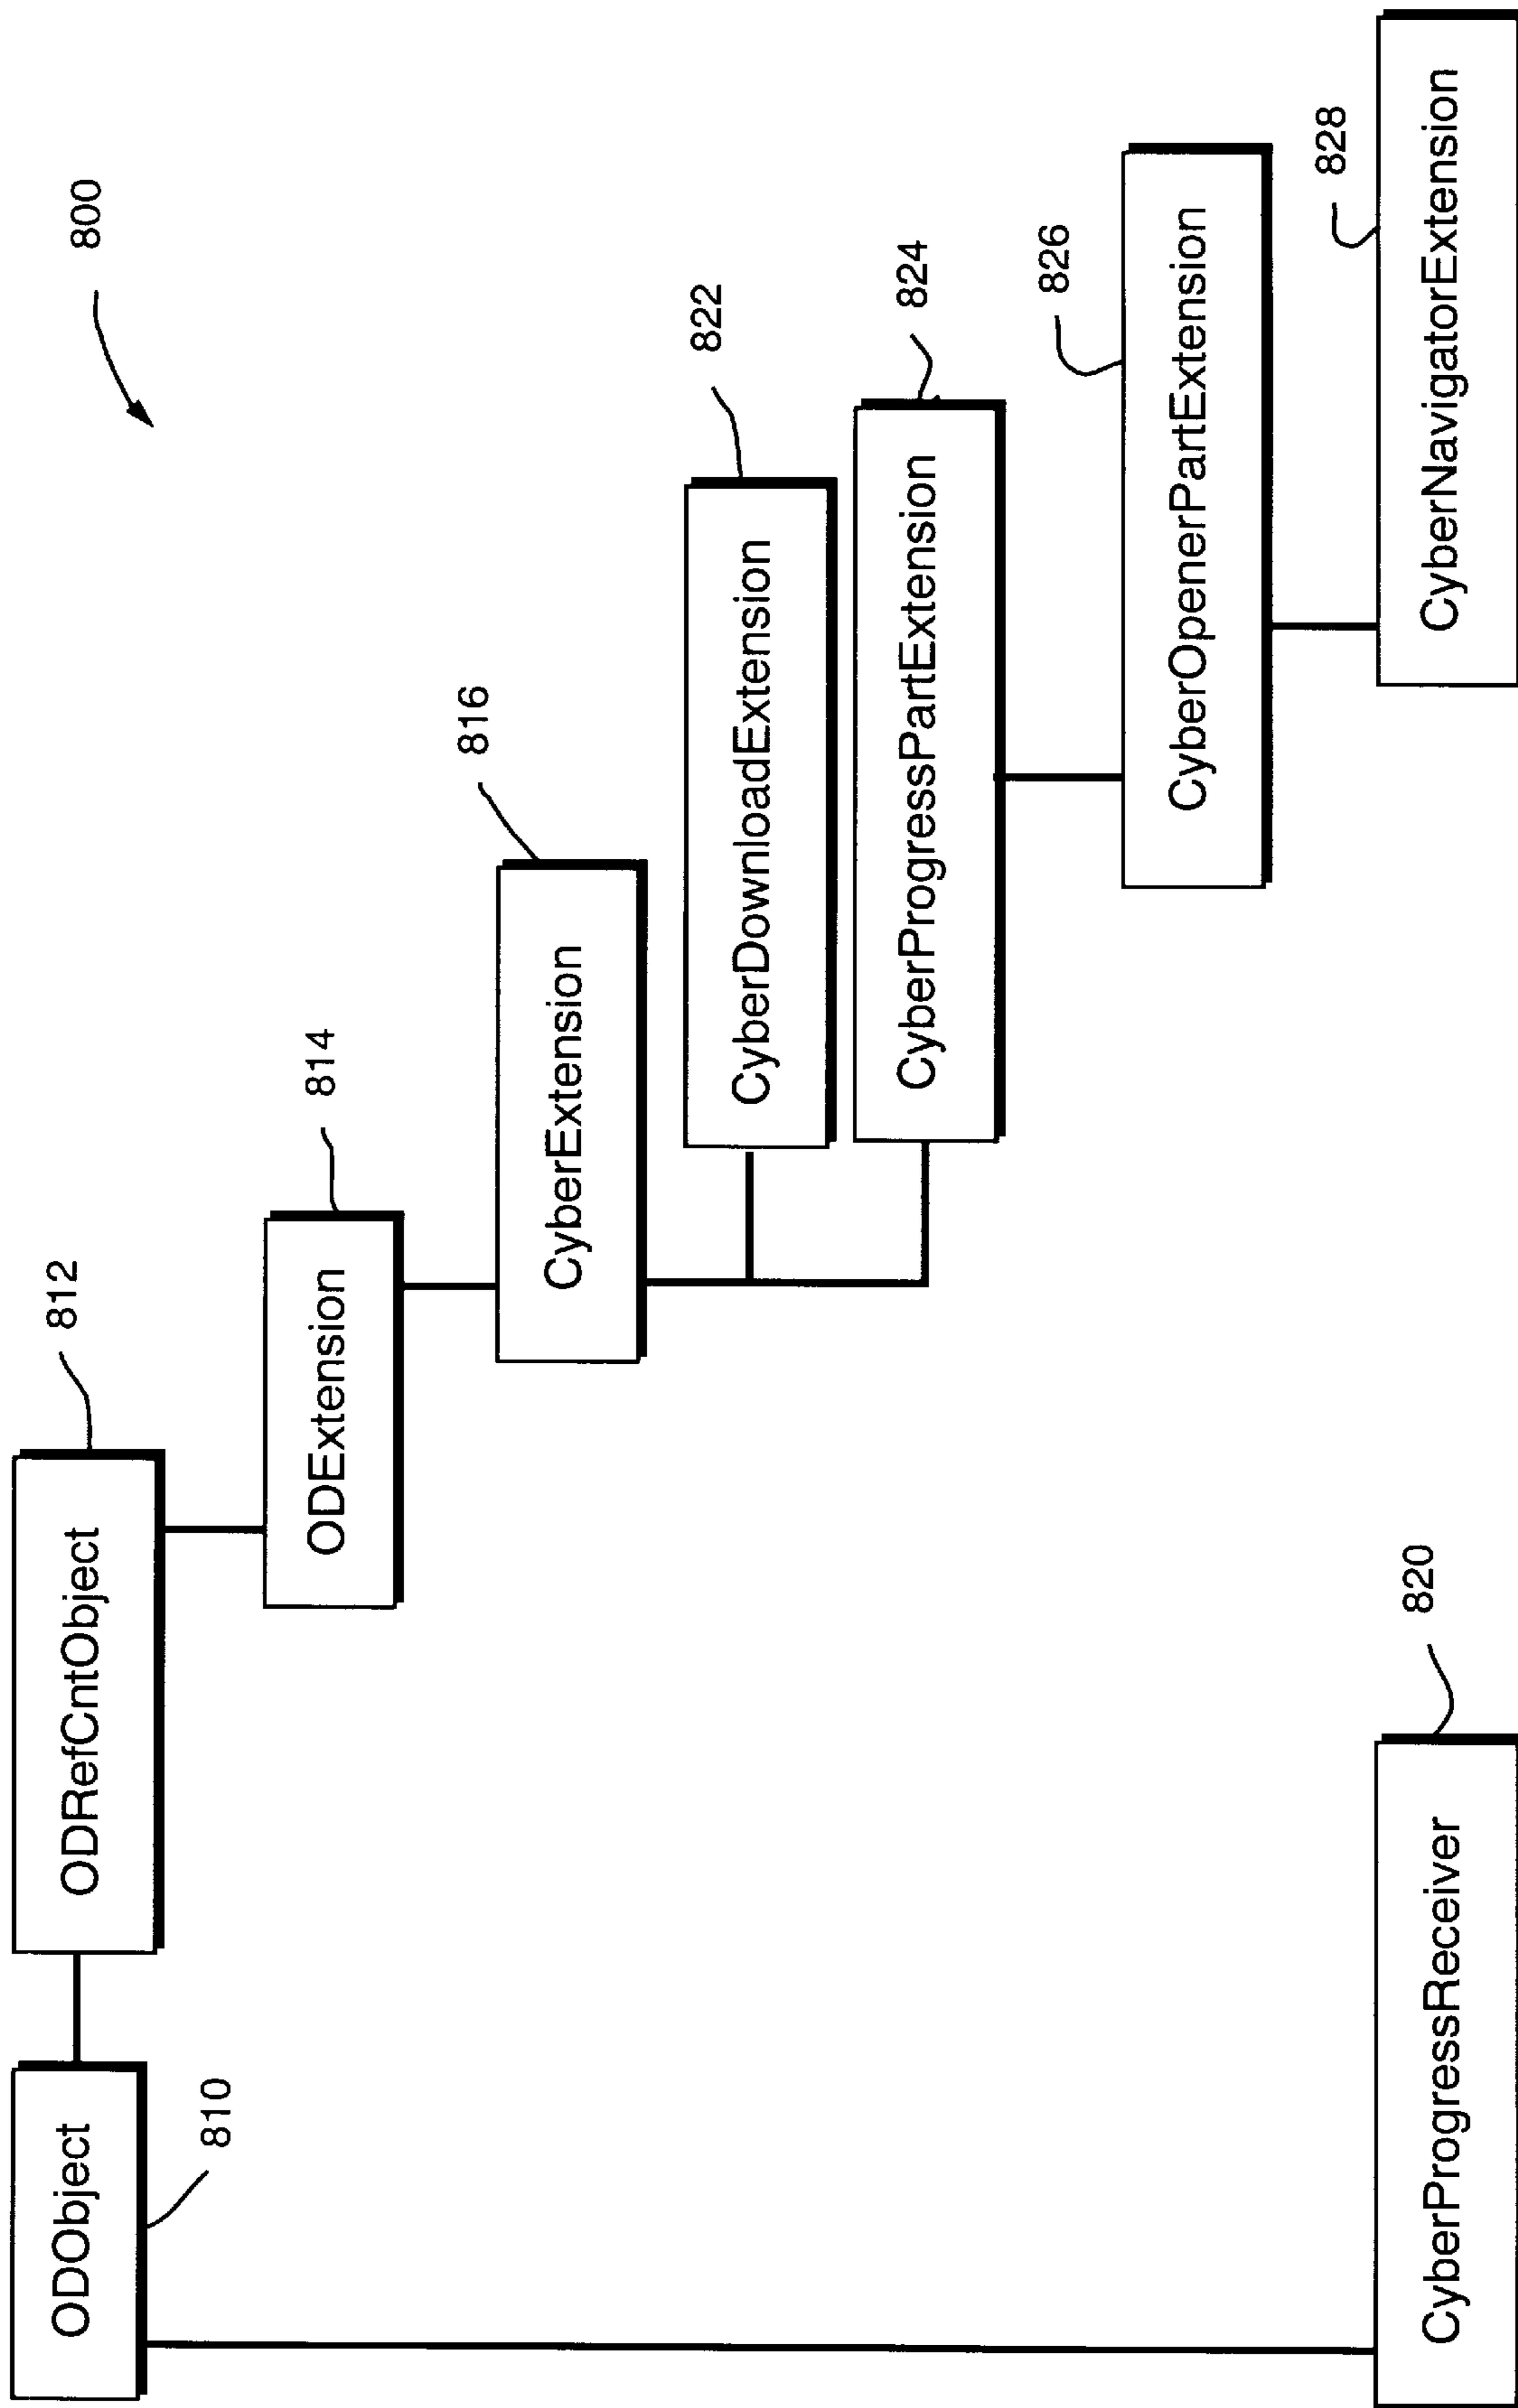 800
ODObject
810
ODRefCntObject
812
ODExtension
814
CyberExtension
816
CyberDownloadExtension
822
CyberProgressPartExtension
824
CyberOpenerPartExtension
826
CyberNavigatorExtension
828
CyberProgressReceiver
820